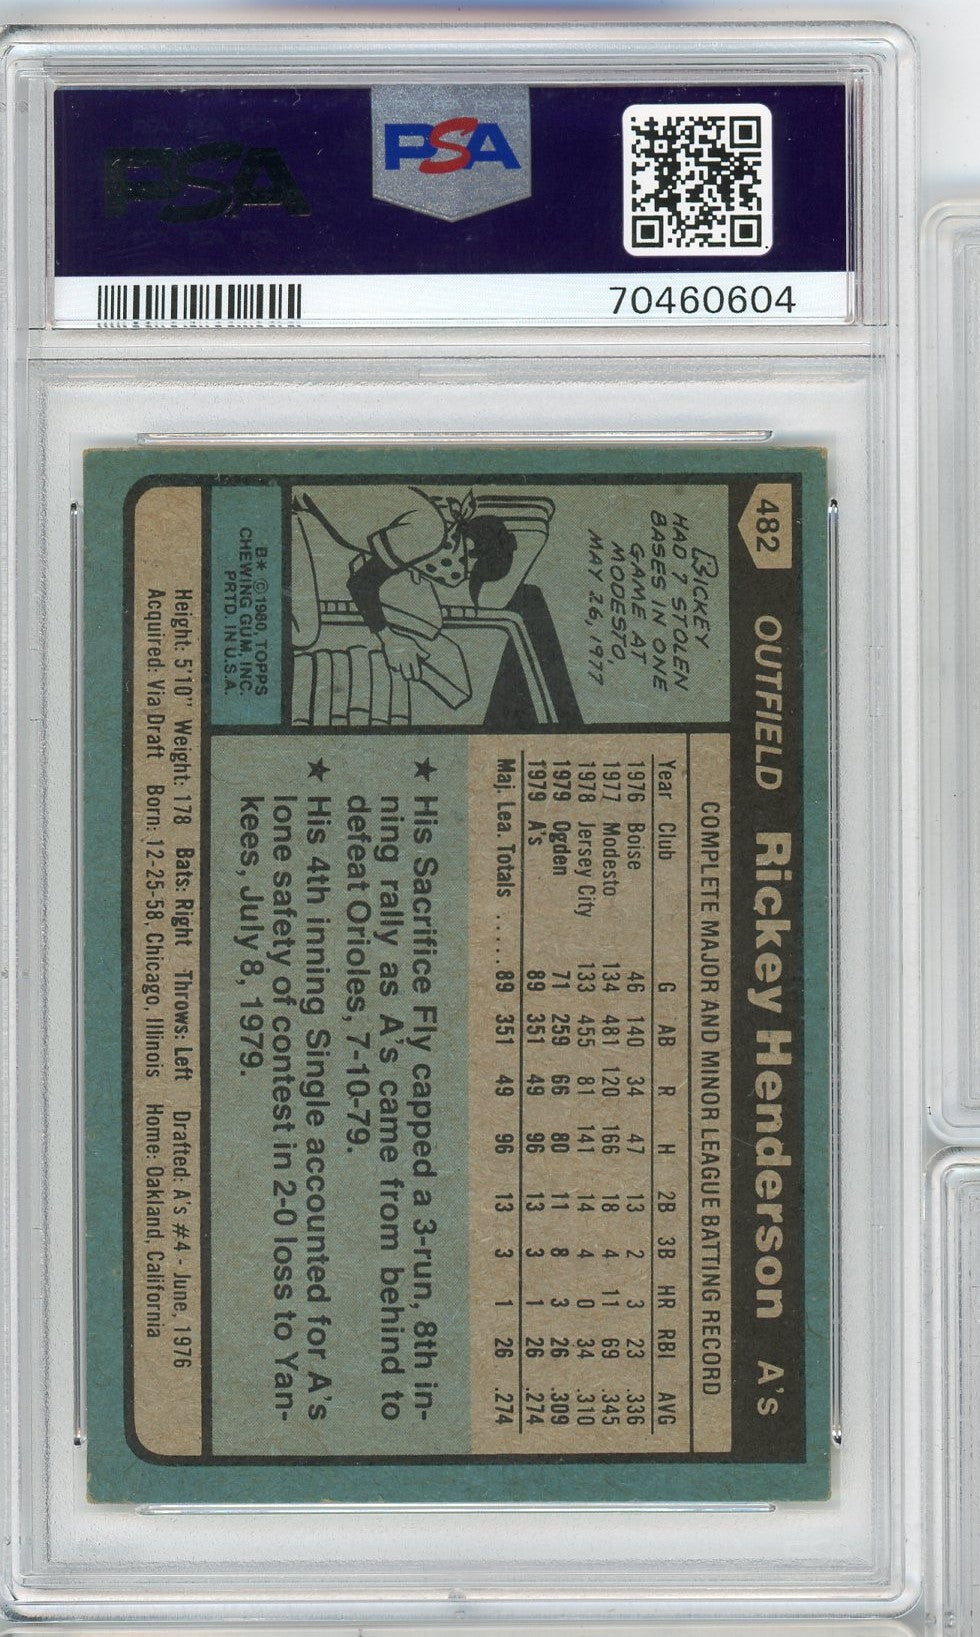 PSA
PSA
70460604
482 OUTFIELD Rickey Henderson A's
RICKEY
HAD 7 STOLEN
BASES IN ONE
GAME AT
MODESTO,
MAY 26, 1977
B* ©1980, TOPPS
CHEWING GUM, INC.
PRTD. IN U.S.A.
COMPLETE MAJOR AND MINOR LEAGUE BATTING RECORD
Year Club G AB R H 2B 3B HR RBI AVG
1976 Boise 46 140 34 47 13 2 3 23 .336
1977 Modesto 134 481 120 166 18 4 11 69 .345
1978 Jersey City 133 455 81 141 14 4 0 34 .310
1979 Ogden 71 259 66 80 11 8 3 26 .309
1979 A's 89 351 49 96 13 3 1 26 .274
Maj. Lea. Totals ..... 89 351 49 96 13 3 1 26 .274
★ His Sacrifice Fly capped a 3-run, 8th in-
ning rally as A's came from behind to
defeat Orioles, 7-10-79.
★ His 4th inning Single accounted for A's
lone safety of contest in 2-0 loss to Yan-
kees, July 8, 1979.
Height: 5'10" Weight: 178 Bats: Right Throws: Left Drafted: A's #4 - June, 1976
Acquired: Via Draft Born: 12-25-58, Chicago, Illinois Home: Oakland, California